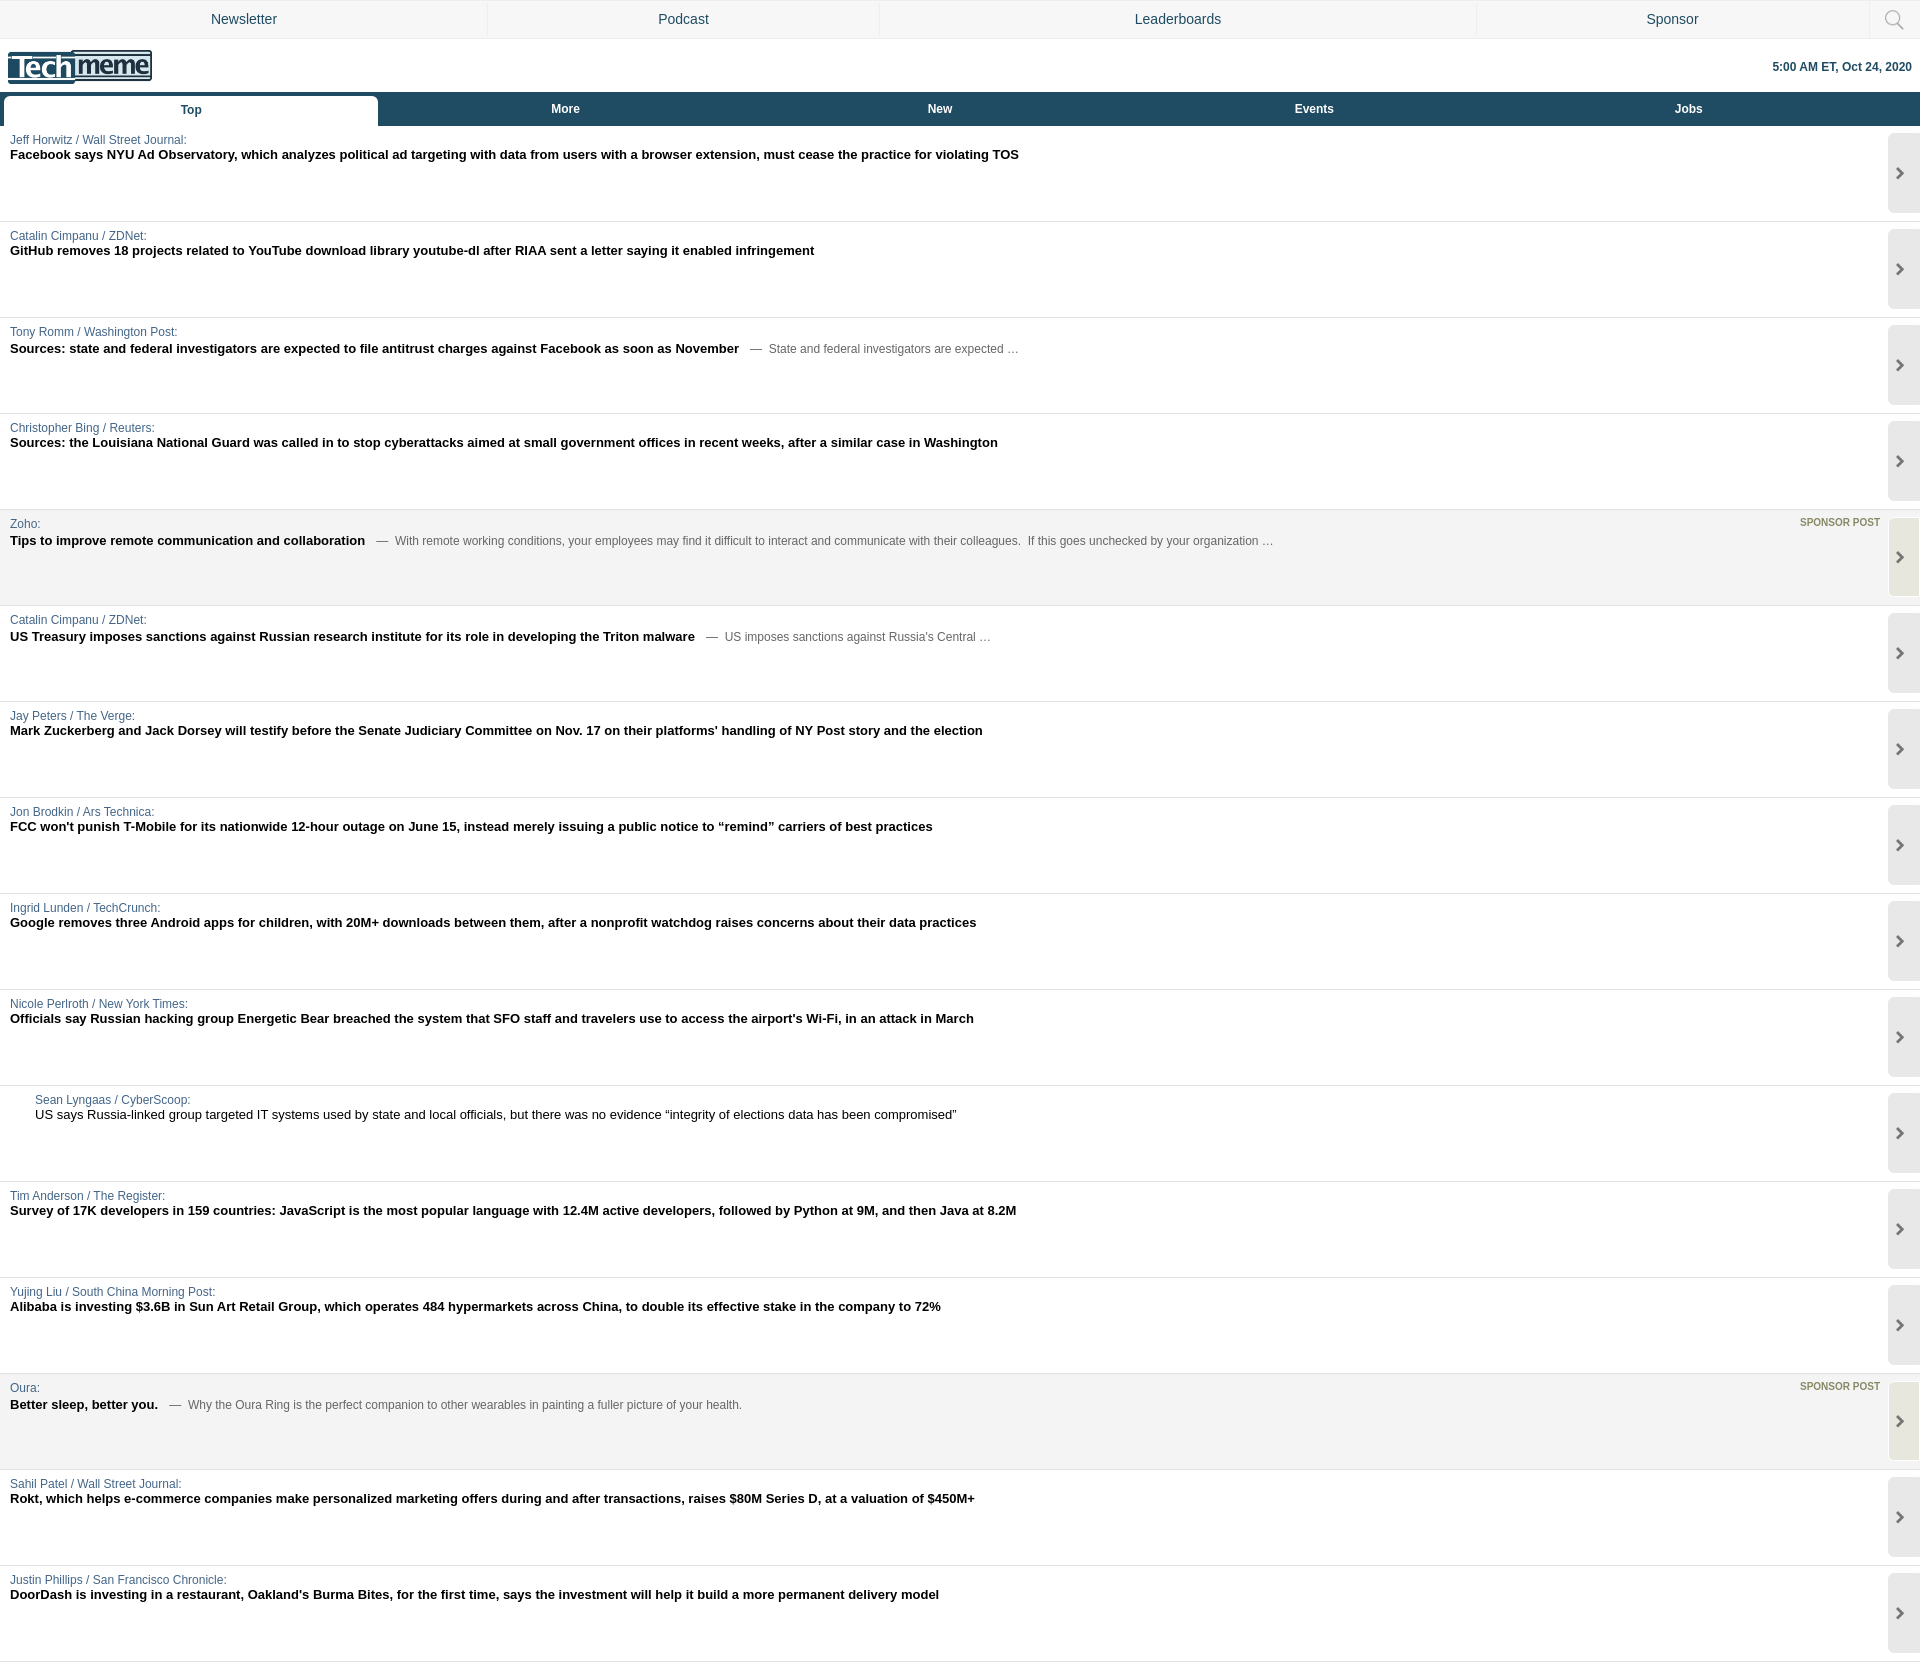 Newsletter
Podcast
Leaderboards
Sponsor
Techmeme
5:00 AM ET, Oct 24, 2020
Top
More
New
Events
Jobs
Jeff Horwitz / Wall Street Journal:
Facebook says NYU Ad Observatory, which analyzes political ad targeting with data from users with a browser extension, must cease the practice for violating TOS
Catalin Cimpanu / ZDNet:
GitHub removes 18 projects related to YouTube download library youtube-dl after RIAA sent a letter saying it enabled infringement
Tony Romm / Washington Post:
Sources: state and federal investigators are expected to file antitrust charges against Facebook as soon as November — State and federal investigators are expected …
Christopher Bing / Reuters:
Sources: the Louisiana National Guard was called in to stop cyberattacks aimed at small government offices in recent weeks, after a similar case in Washington
Zoho:
SPONSOR POST
Tips to improve remote communication and collaboration — With remote working conditions, your employees may find it difficult to interact and communicate with their colleagues. If this goes unchecked by your organization …
Catalin Cimpanu / ZDNet:
US Treasury imposes sanctions against Russian research institute for its role in developing the Triton malware — US imposes sanctions against Russia's Central …
Jay Peters / The Verge:
Mark Zuckerberg and Jack Dorsey will testify before the Senate Judiciary Committee on Nov. 17 on their platforms' handling of NY Post story and the election
Jon Brodkin / Ars Technica:
FCC won't punish T-Mobile for its nationwide 12-hour outage on June 15, instead merely issuing a public notice to “remind” carriers of best practices
Ingrid Lunden / TechCrunch:
Google removes three Android apps for children, with 20M+ downloads between them, after a nonprofit watchdog raises concerns about their data practices
Nicole Perlroth / New York Times:
Officials say Russian hacking group Energetic Bear breached the system that SFO staff and travelers use to access the airport's Wi-Fi, in an attack in March
Sean Lyngaas / CyberScoop:
US says Russia-linked group targeted IT systems used by state and local officials, but there was no evidence “integrity of elections data has been compromised”
Tim Anderson / The Register:
Survey of 17K developers in 159 countries: JavaScript is the most popular language with 12.4M active developers, followed by Python at 9M, and then Java at 8.2M
Yujing Liu / South China Morning Post:
Alibaba is investing $3.6B in Sun Art Retail Group, which operates 484 hypermarkets across China, to double its effective stake in the company to 72%
Oura:
SPONSOR POST
Better sleep, better you. — Why the Oura Ring is the perfect companion to other wearables in painting a fuller picture of your health.
Sahil Patel / Wall Street Journal:
Rokt, which helps e-commerce companies make personalized marketing offers during and after transactions, raises $80M Series D, at a valuation of $450M+
Justin Phillips / San Francisco Chronicle:
DoorDash is investing in a restaurant, Oakland's Burma Bites, for the first time, says the investment will help it build a more permanent delivery model